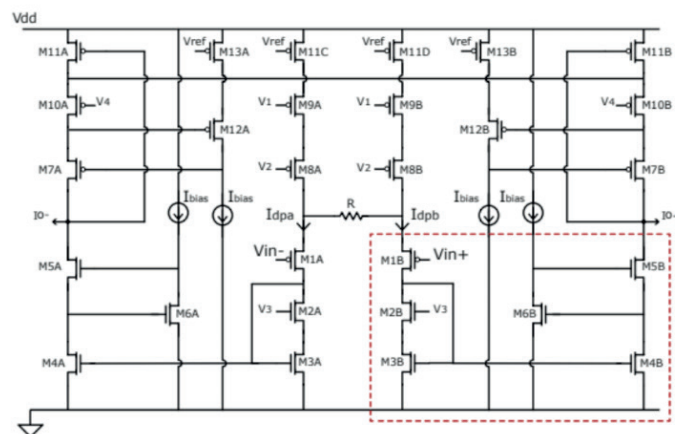 Vdd
M11A Vref M13A Vref M11C Vref M11D Vref M13B M11B
M10A V4 V1 M9A V1 M9B V4 M10B
M12A M12B
M7A V2 M8A V2 M8B M7B
Ibias Ibias Ibias Ibias
IO- Idpa R Idpb IO-
Vin- M1A M1B Vin+
M5A M5B
M6A V3 M2A M2B V3 M6B
M4A M3A M3B M4B